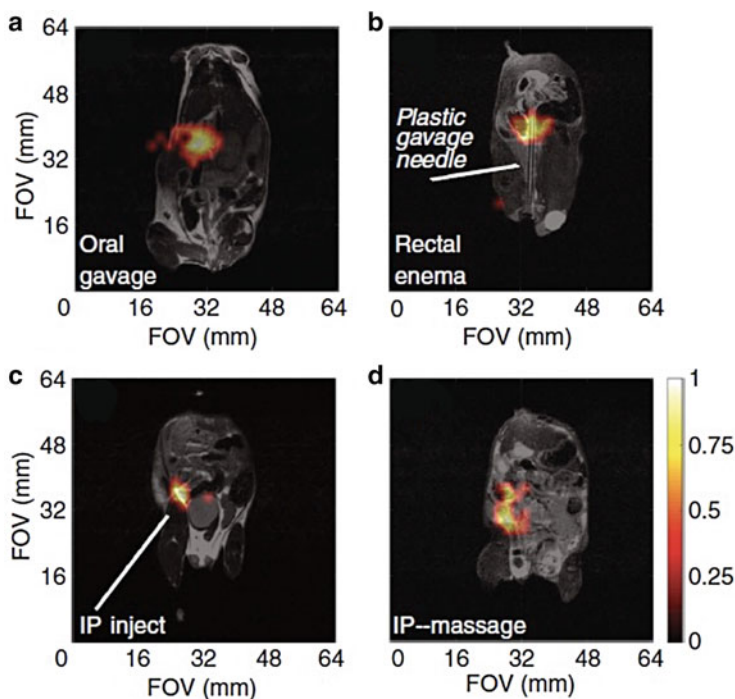 a
64
48
32
16
0
16
32
48
64
FOV (mm)
FOV (mm)
Oral
gavage
b
Plastic
gavage
needle
Rectal
enema
0
16
32
48
64
FOV (mm)
c
64
48
32
16
0
16
32
48
64
FOV (mm)
FOV (mm)
IP inject
d
IP--massage
0
16
32
48
64
FOV (mm)
1
0.75
0.5
0.25
0